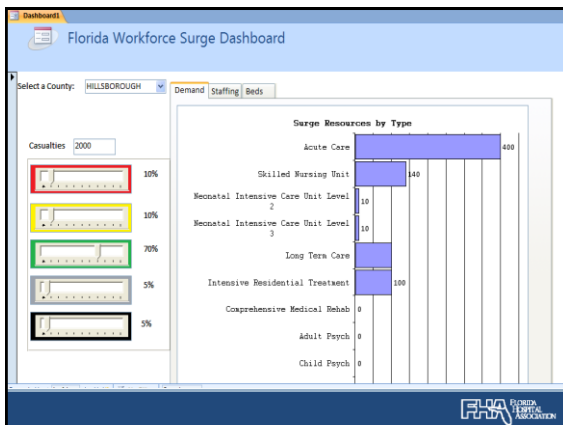 Dashboard1
Florida Workforce Surge Dashboard
Select a County: HILLSBOROUGH
Demand Staffing Beds
Casualties 2000
10%
10%
70%
5%
5%
Surge Resources by Type
Acute Care 400
Skilled Nursing Unit 140
Neonatal Intensive Care Unit Level
2
10
Neonatal Intensive Care Unit Level
3
10
Long Term Care
Intensive Residential Treatment 100
Comprehensive Medical Rehab 0
Adult Psych 0
Child Psych 0
FHA FLORIDA
HOSPITAL
ASSOCIATION